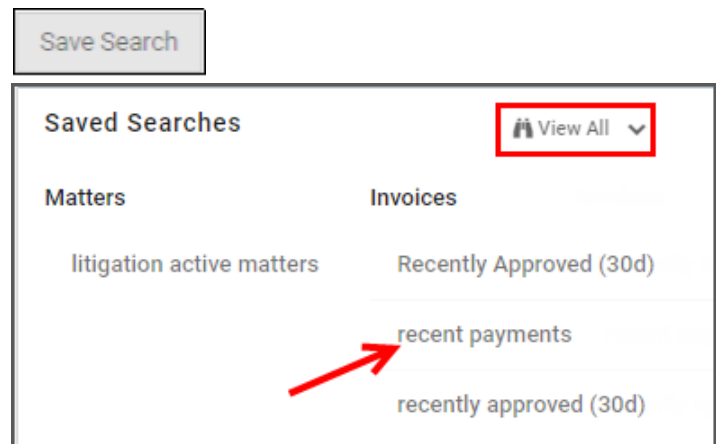 Save Search
Saved Searches
View All
Matters
Invoices
litigation active matters
Recently Approved (30d)
recent payments
recently approved (30d)